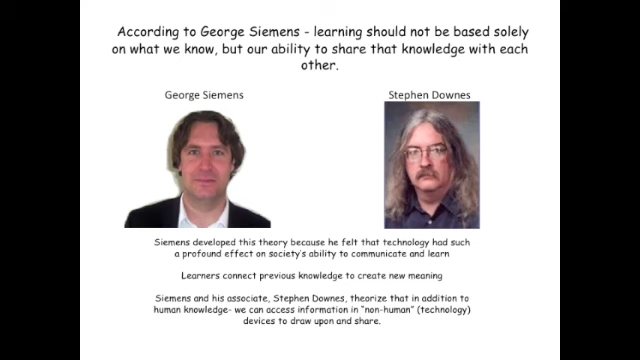 According to George Siemens - learning should not be based solely
on what we know, but our ability to share that knowledge with each
other.
George Siemens
Stephen Downes
Siemens developed this theory because he felt that technology had such
a profound effect on society's ability to communicate and learn
Learners connect previous knowledge to create new meaning
Siemens and his associate, Stephen Downes, theorize that in addition to
human knowledge- we can access information in "non-human" (technology)
devices to draw upon and share.